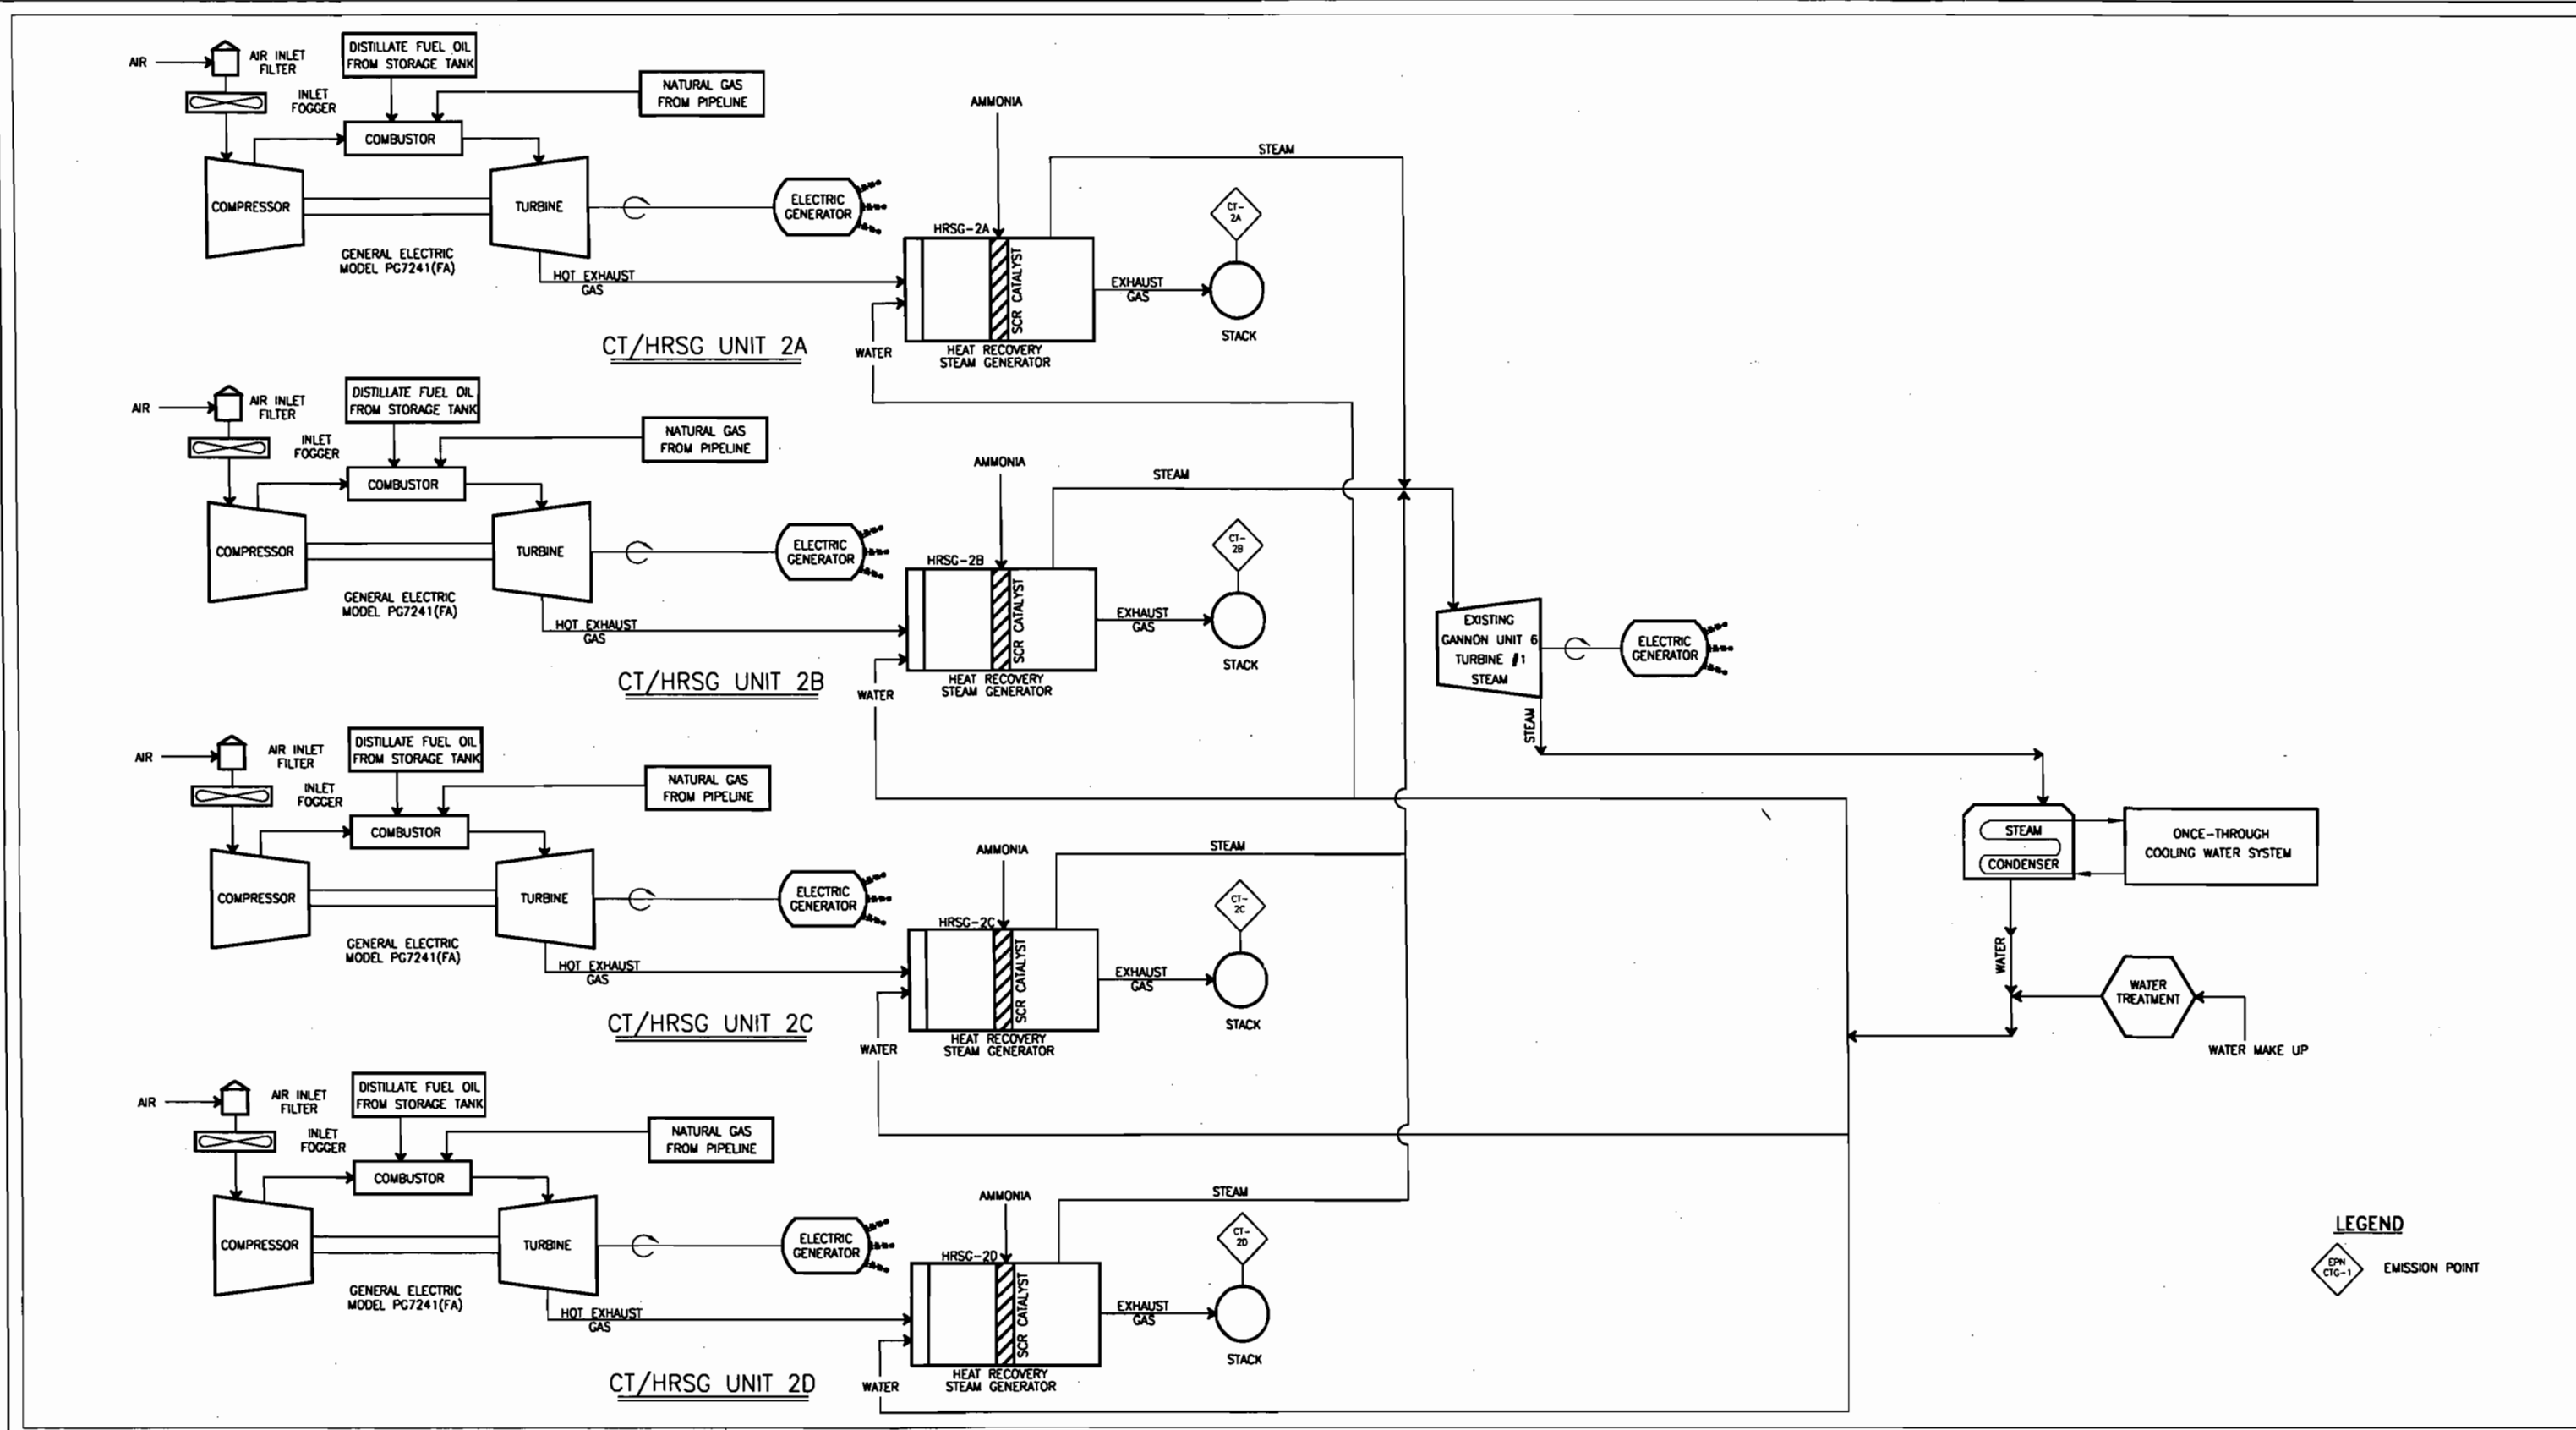 AIR
AIR INLET
FILTER
DISTILLATE FUEL OIL
FROM STORAGE TANK
INLET
FOGGER
NATURAL GAS
FROM PIPELINE
COMBUSTOR
AMMONIA
STEAM
COMPRESSOR
TURBINE
ELECTRIC
GENERATOR
CT-
2A
HRSG-2A
GENERAL ELECTRIC
MODEL PG7241(FA)
HOT EXHAUST
GAS
SCR CATALYST
EXHAUST
GAS
STACK
CT/HRSG UNIT 2A
WATER
HEAT RECOVERY
STEAM GENERATOR
AIR
AIR INLET
FILTER
DISTILLATE FUEL OIL
FROM STORAGE TANK
INLET
FOGGER
NATURAL GAS
FROM PIPELINE
COMBUSTOR
AMMONIA
STEAM
COMPRESSOR
TURBINE
ELECTRIC
GENERATOR
CT-
2B
HRSG-2B
GENERAL ELECTRIC
MODEL PG7241(FA)
HOT EXHAUST
GAS
SCR CATALYST
EXHAUST
GAS
STACK
CT/HRSG UNIT 2B
WATER
HEAT RECOVERY
STEAM GENERATOR
EXISTING
GANNON UNIT 6
TURBINE #1
STEAM
ELECTRIC
GENERATOR
STEAM
AIR
AIR INLET
FILTER
DISTILLATE FUEL OIL
FROM STORAGE TANK
INLET
FOGGER
NATURAL GAS
FROM PIPELINE
COMBUSTOR
AMMONIA
STEAM
COMPRESSOR
TURBINE
ELECTRIC
GENERATOR
CT-
2C
HRSG-2C
GENERAL ELECTRIC
MODEL PG7241(FA)
HOT EXHAUST
GAS
SCR CATALYST
EXHAUST
GAS
STACK
CT/HRSG UNIT 2C
WATER
HEAT RECOVERY
STEAM GENERATOR
STEAM
CONDENSER
ONCE-THROUGH
COOLING WATER SYSTEM
WATER
WATER
TREATMENT
WATER MAKE UP
AIR
AIR INLET
FILTER
DISTILLATE FUEL OIL
FROM STORAGE TANK
INLET
FOGGER
NATURAL GAS
FROM PIPELINE
COMBUSTOR
AMMONIA
STEAM
COMPRESSOR
TURBINE
ELECTRIC
GENERATOR
CT-
2D
HRSG-2D
GENERAL ELECTRIC
MODEL PG7241(FA)
HOT EXHAUST
GAS
SCR CATALYST
EXHAUST
GAS
STACK
CT/HRSG UNIT 2D
WATER
HEAT RECOVERY
STEAM GENERATOR
LEGEND
EPN
CTG-1
EMISSION POINT